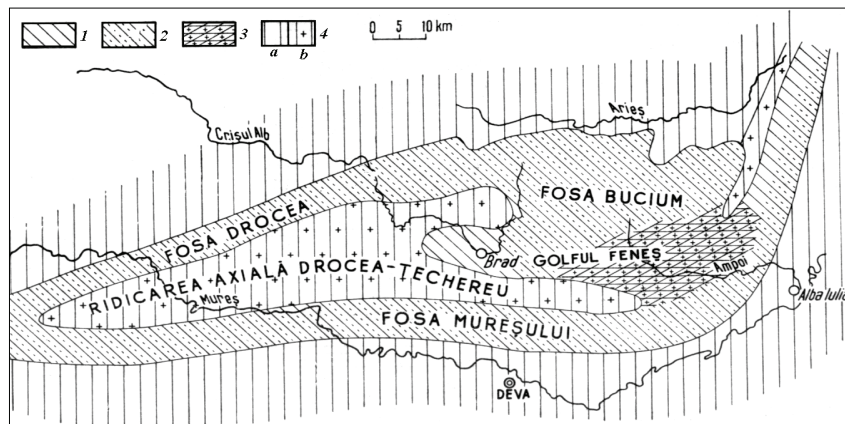 1 2 3 4
a b
0 5 10 km
Arieş
Crişul Alb
FOSA BUCIUM
FOSA DROCEA
Brad
GOLFUL FENEŞ
Ampoi
RIDICAREA AXIALĂ DROCEA-ŢECHEREU
Mureş
Alba Iulia
FOSA MUREŞULUI
DEVA